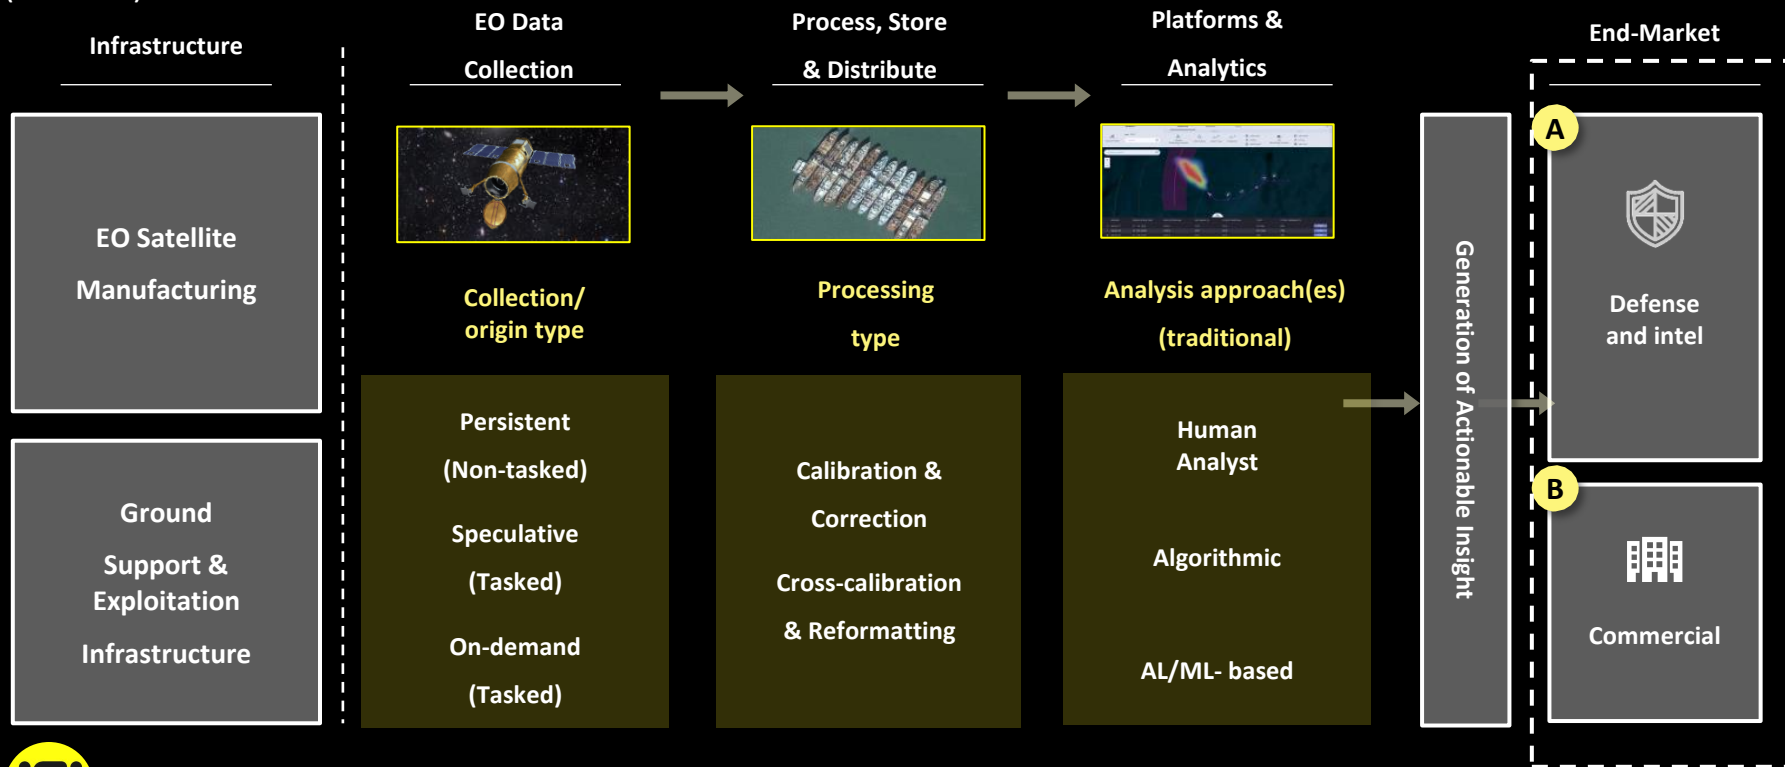 Infrastructure
EO Satellite
Manufacturing
Ground
Support &
Exploitation
Infrastructure
EO Data
Collection
Collection/
origin type
Persistent
(Non-tasked)
Speculative
(Tasked)
On-demand
(Tasked)
Process, Store
& Distribute
Processing
type
Calibration &
Correction
Cross-calibration
& Reformatting
Platforms &
Analytics
Analysis approach(es)
(traditional)
Human
Analyst
Algorithmic
AL/ML- based
Generation of Actionable Insight
End-Market
A
Defense
and intel
B
Commercial